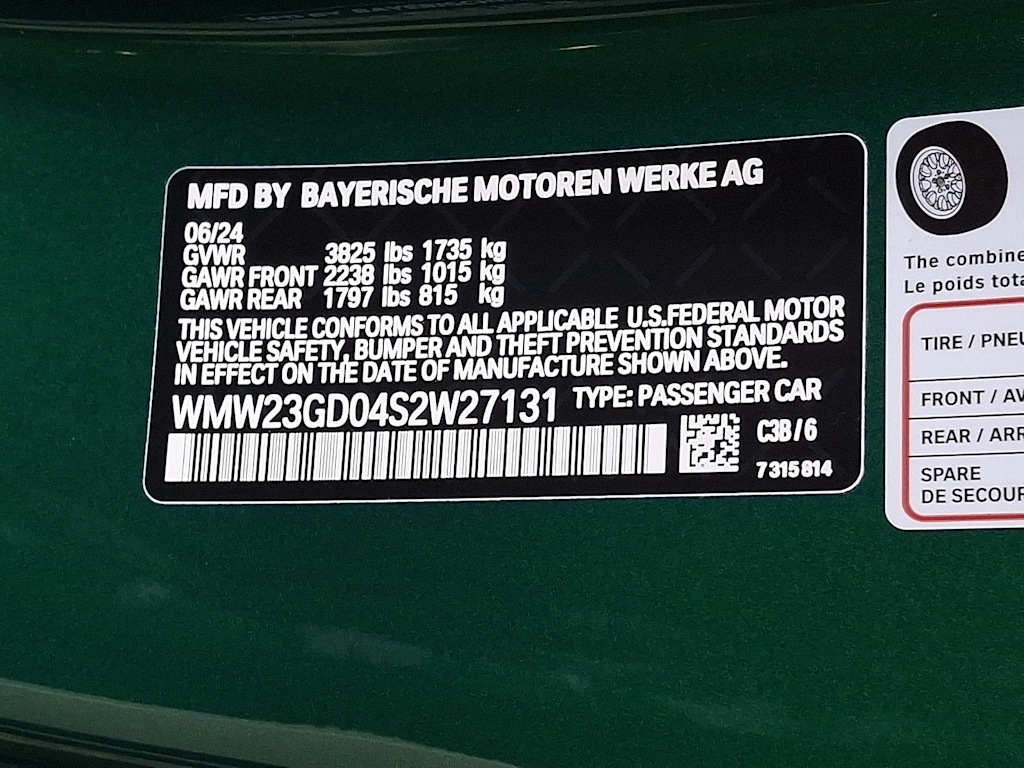 MFD BY BAYERISCHE MOTOREN WERKE AG
06/24
GVWR 3825 lbs 1735 kg
GAWR FRONT 2238 lbs 1015 kg
GAWR REAR 1797 lbs 815 kg
THIS VEHICLE CONFORMS TO ALL APPLICABLE U.S.FEDERAL MOTOR
VEHICLE SAFETY, BUMPER AND THEFT PREVENTION STANDARDS
IN EFFECT ON THE DATE OF MANUFACTURE SHOWN ABOVE.
WMW23GD04S2W27131 TYPE: PASSENGER CAR
C3B/6
7315814
The combine
Le poids tota
TIRE / PNEU
FRONT / AV
REAR / ARR
SPARE
DE SECOUR